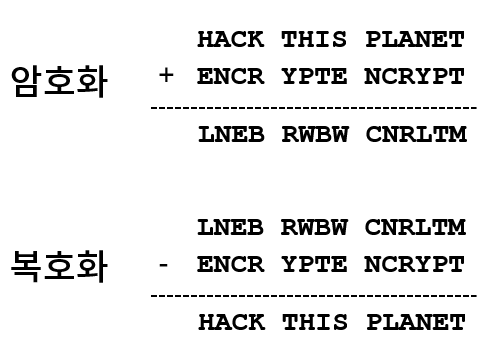 HACK THIS PLANET
암호화 + ENCR YPTE NCRYPT
LNEB RWBW CNRLTM
LNEB RWBW CNRLTM
복호화 - ENCR YPTE NCRYPT
HACK THIS PLANET